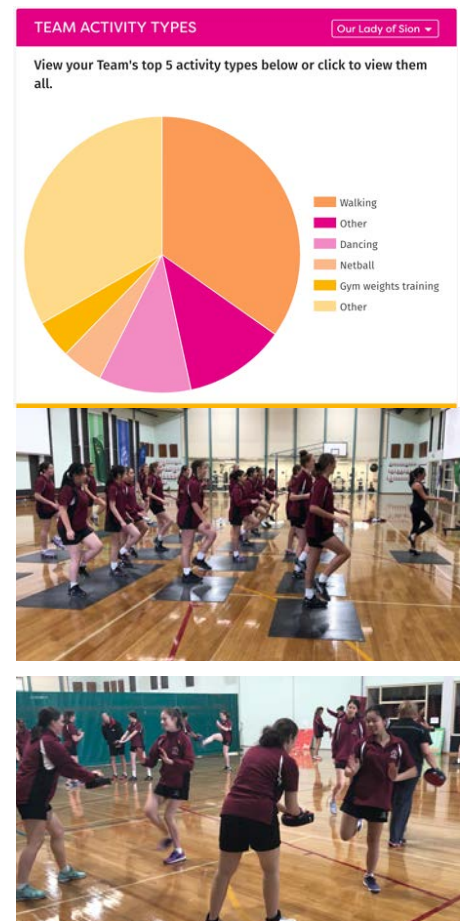 TEAM ACTIVITY TYPES
Our Lady of Sion
View your Team's top 5 activity types below or click to view them
all.
Walking
Other
Dancing
Netball
Gym weights training
Other